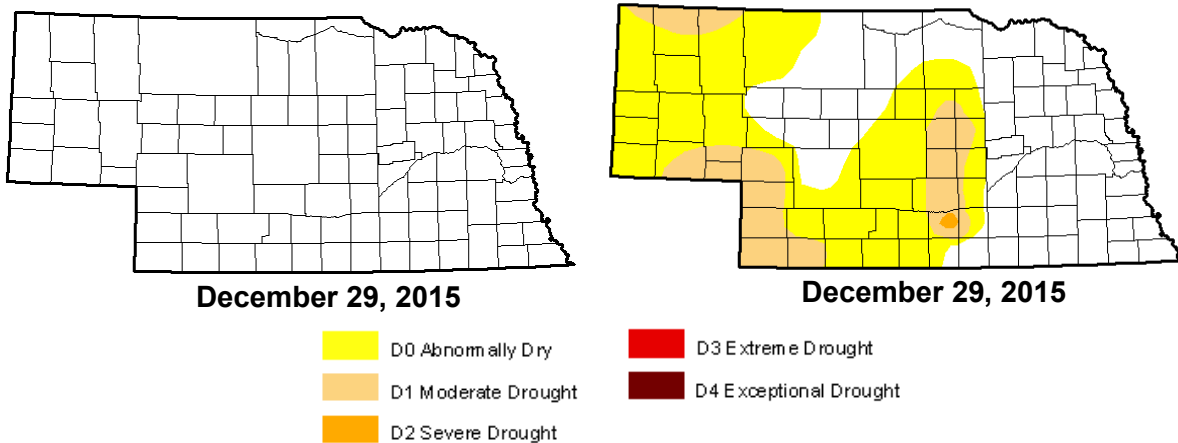 December 29, 2015
December 29, 2015
D0 Abnormally Dry
D3 Extreme Drought
D1 Moderate Drought
D4 Exceptional Drought
D2 Severe Drought